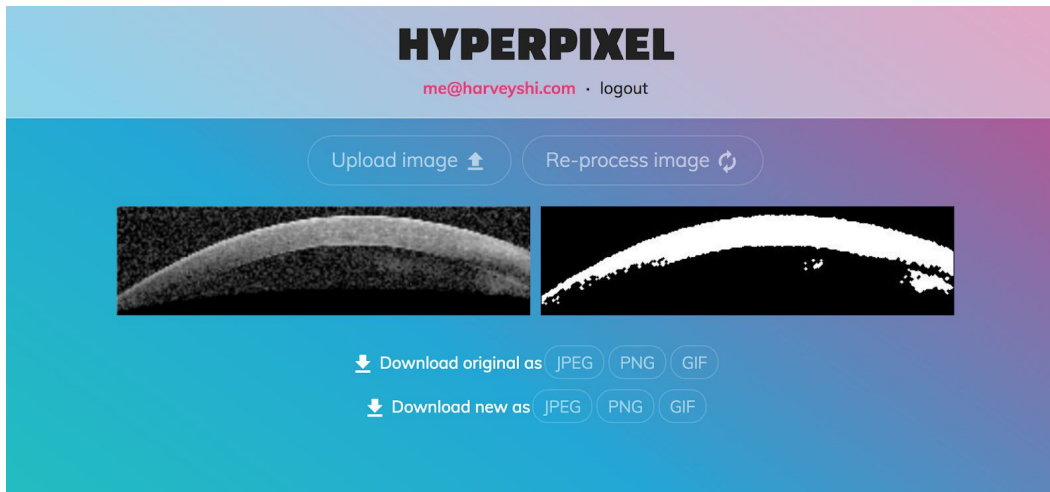 HYPERPIXEL
me@harveyshi.com · logout
Upload image Re-process image
Download original as JPEG PNG GIF
Download new as JPEG PNG GIF